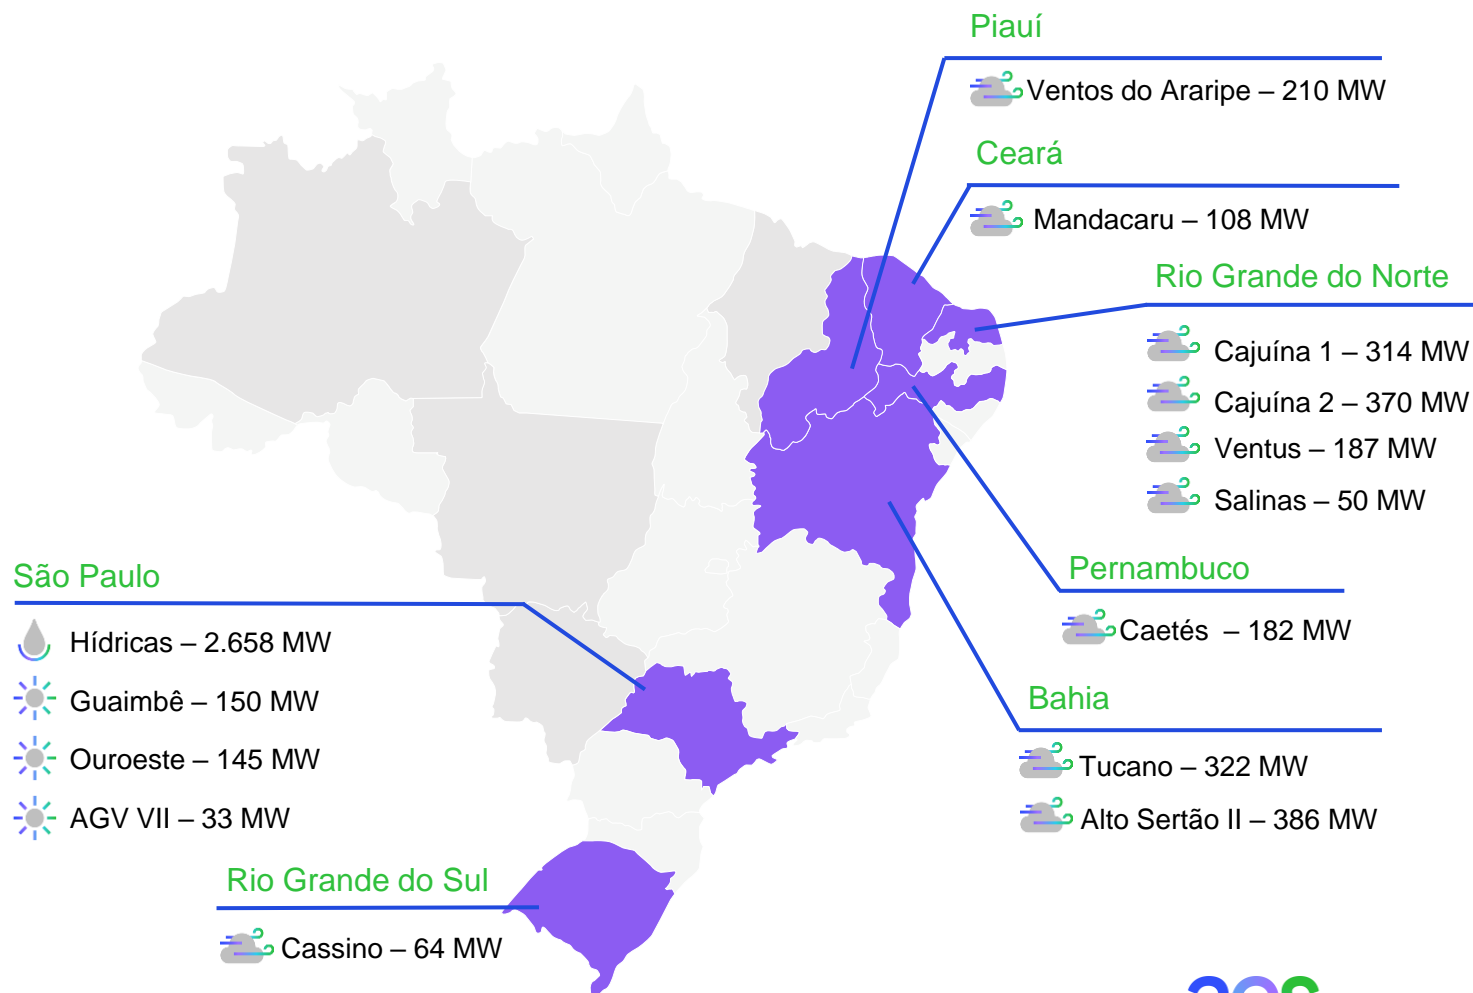 Piauí
Ventos do Araripe – 210 MW
Ceará
Mandacaru – 108 MW
Rio Grande do Norte
Cajuína 1 – 314 MW
Cajuína 2 – 370 MW
Ventus – 187 MW
Salinas – 50 MW
Pernambuco
Caetés – 182 MW
Bahia
Tucano – 322 MW
Alto Sertão II – 386 MW
São Paulo
Hídricas – 2.658 MW
Guaimbê – 150 MW
Ouroeste – 145 MW
AGV VII – 33 MW
Rio Grande do Sul
Cassino – 64 MW